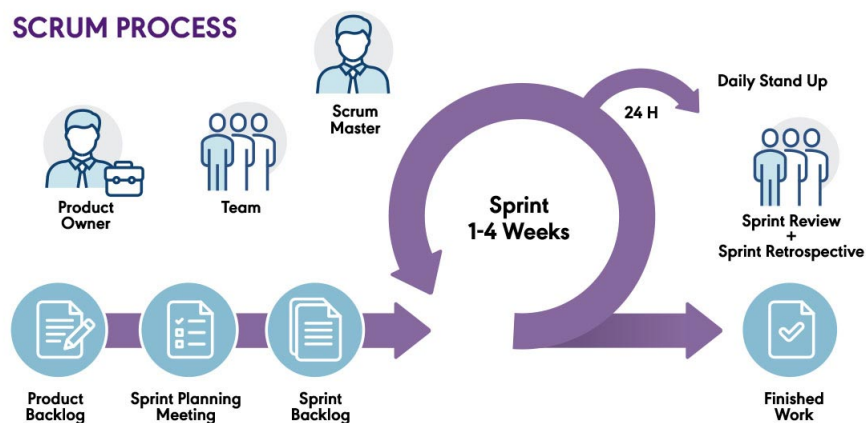 SCRUM PROCESS
Scrum
Master
Product
Owner
Team
Sprint
1-4 Weeks
24 H
Daily Stand Up
Sprint Review
+
Sprint Retrospective
Product
Backlog
Sprint Planning
Meeting
Sprint
Backlog
Finished
Work